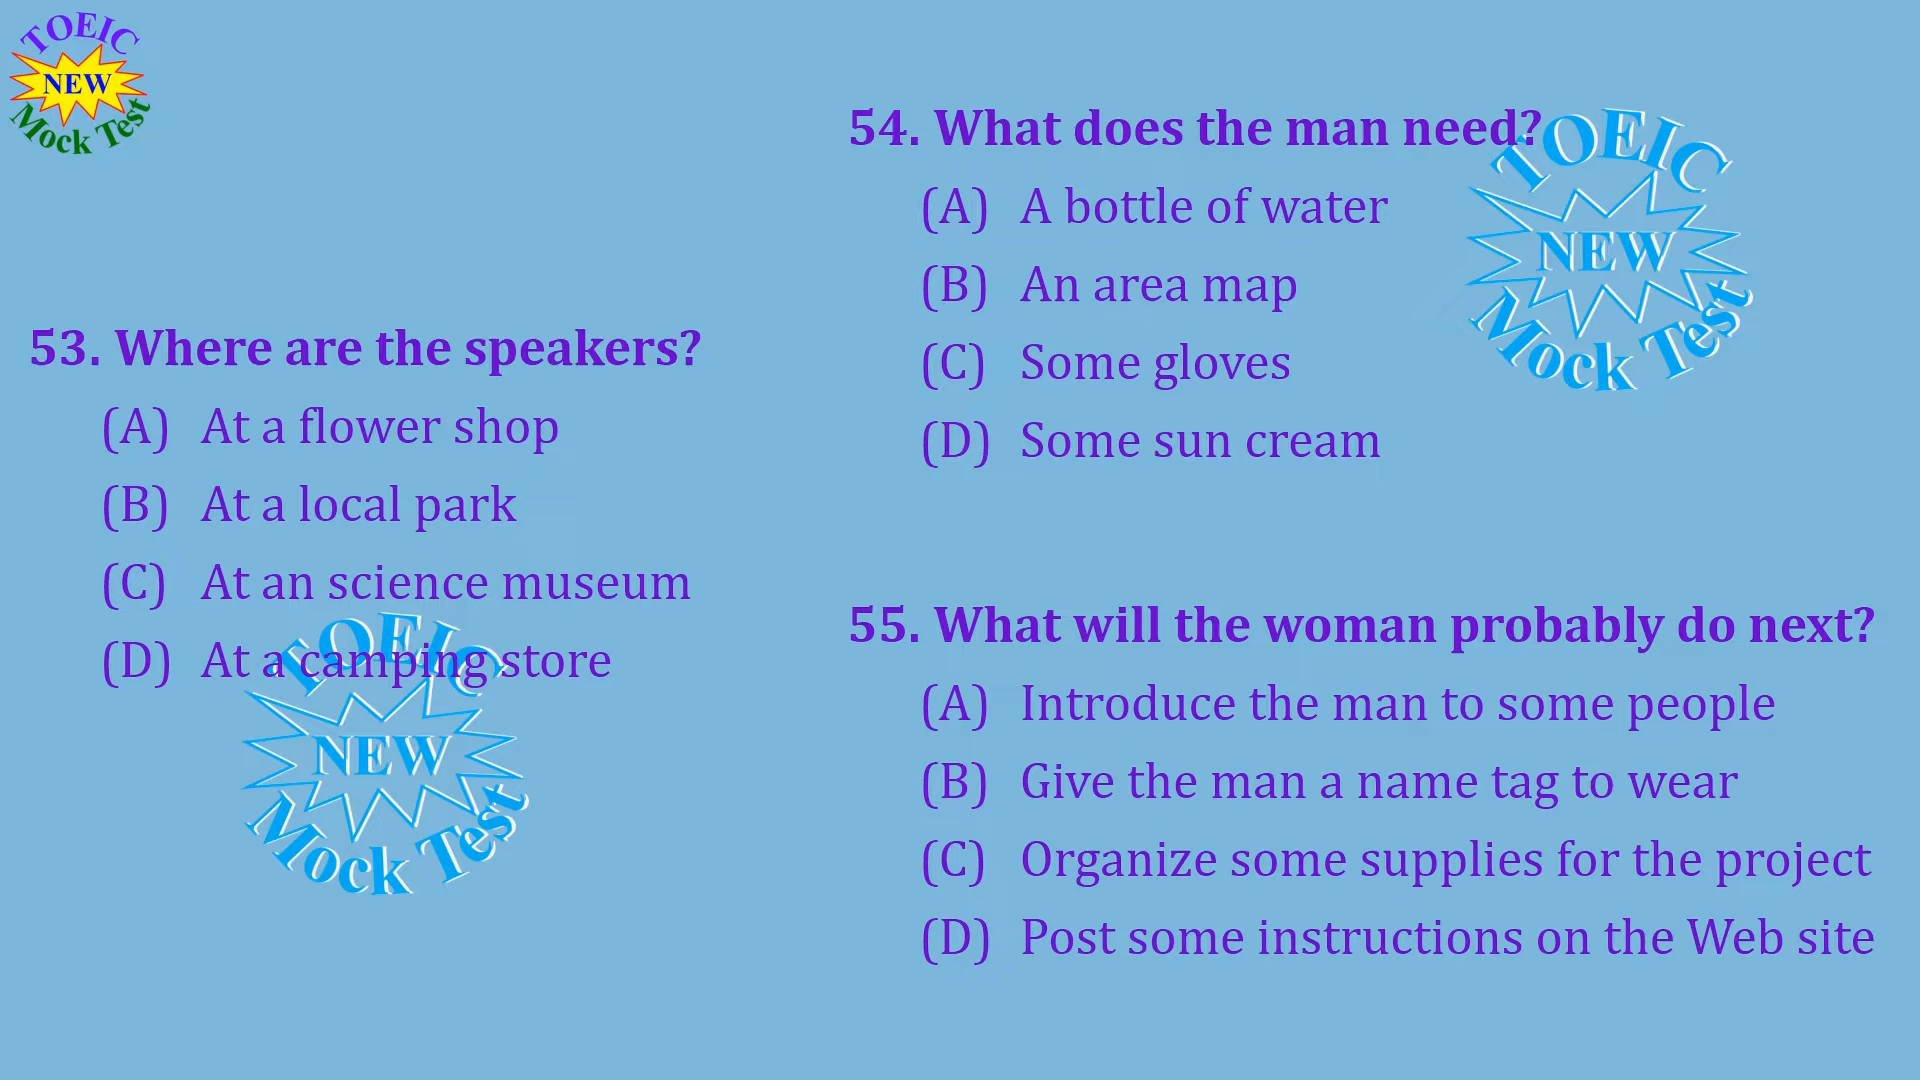 TOEIC
NEW
Mock Test
53. Where are the speakers?
(A) At a flower shop
(B) At a local park
(C) At an science museum
(D) At a camping store
TOEIC
NEW
Mock Test
54. What does the man need?
(A) A bottle of water
(B) An area map
(C) Some gloves
(D) Some sun cream
TOEIC
NEW
Mock Test
55. What will the woman probably do next?
(A) Introduce the man to some people
(B) Give the man a name tag to wear
(C) Organize some supplies for the project
(D) Post some instructions on the Web site